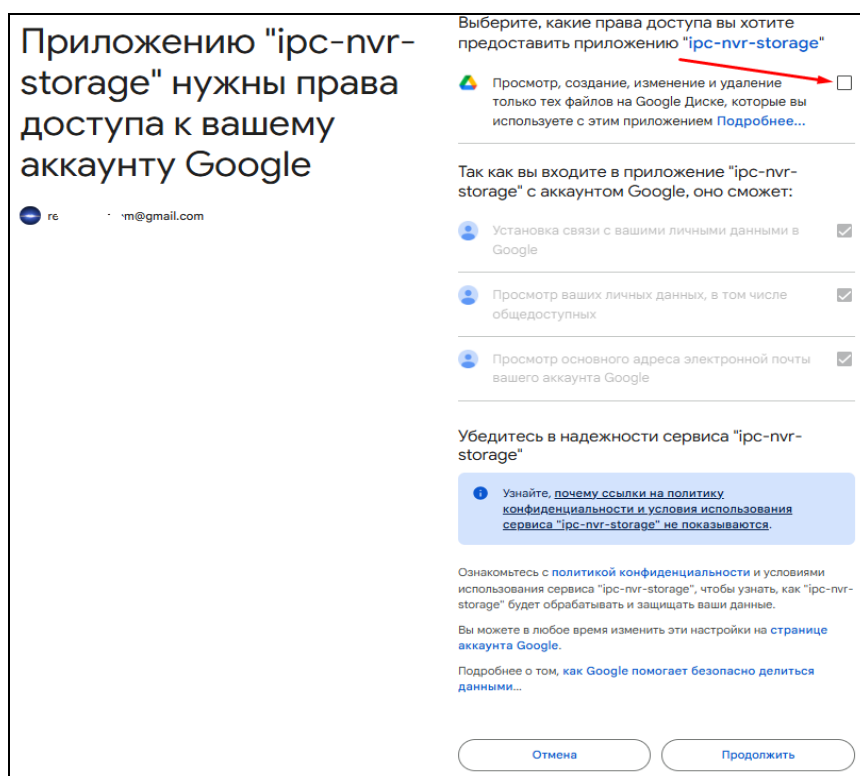 Приложению "ipc-nvr-
storage" нужны права
доступа к вашему
аккаунту Google
re m@gmail.com
Выберите, какие права доступа вы хотите
предоставить приложению "ipc-nvr-storage"
Просмотр, создание, изменение и удаление
только тех файлов на Google Диске, которые вы
используете с этим приложением Подробнее...
Так как вы входите в приложение "ipc-nvr-
storage" с аккаунтом Google, оно сможет:
Установка связи с вашими личными данными в
Google
Просмотр ваших личных данных, в том числе
общедоступных
Просмотр основного адреса электронной почты
вашего аккаунта Google
Убедитесь в надежности сервиса "ipc-nvr-
storage"
Узнайте, почему ссылки на политику
конфиденциальности и условия использования
сервиса "ipc-nvr-storage" не показываются.
Ознакомьтесь с политикой конфиденциальности и условиями
использования сервиса "ipc-nvr-storage", чтобы узнать, как "ipc-nvr-
storage" будет обрабатывать и защищать ваши данные.
Вы можете в любое время изменить эти настройки на странице
аккаунта Google.
Подробнее о том, как Google помогает безопасно делиться
данными...
Отмена
Продолжить